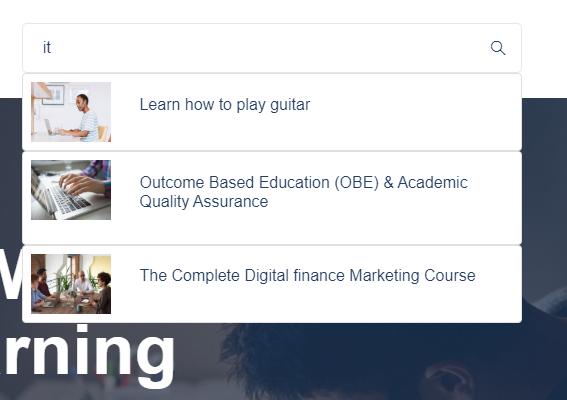 it
Learn how to play guitar
Outcome Based Education (OBE) & Academic
Quality Assurance
The Complete Digital finance Marketing Course
rning